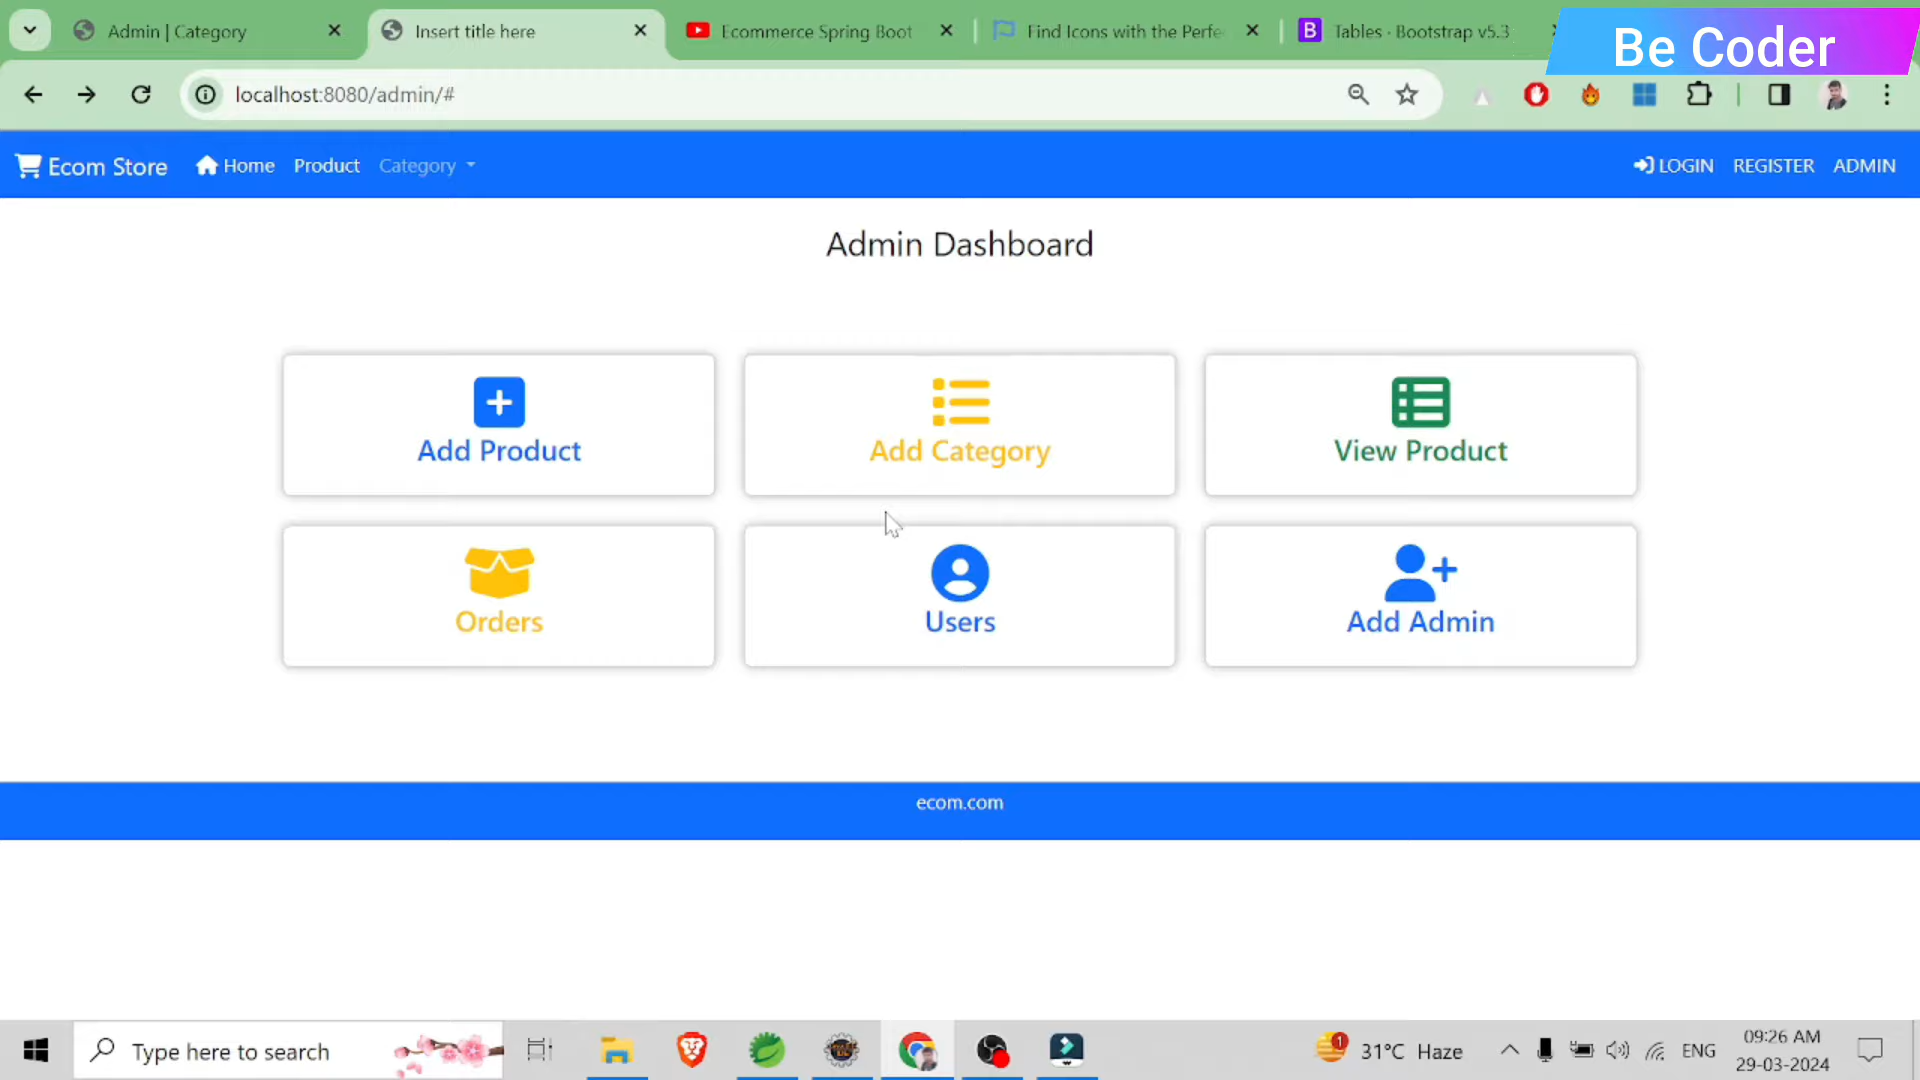 Admin | Category
Insert title here
Ecommerce Spring Boot
Find Icons with the Perfe
Tables · Bootstrap v5.3
Be Coder
localhost:8080/admin/#
Ecom Store
Home
Product
Category
LOGIN
REGISTER
ADMIN
Admin Dashboard
Add Product
Add Category
View Product
Orders
Users
Add Admin
ecom.com
Type here to search
1
31°C Haze
ENG
09:26 AM
29-03-2024